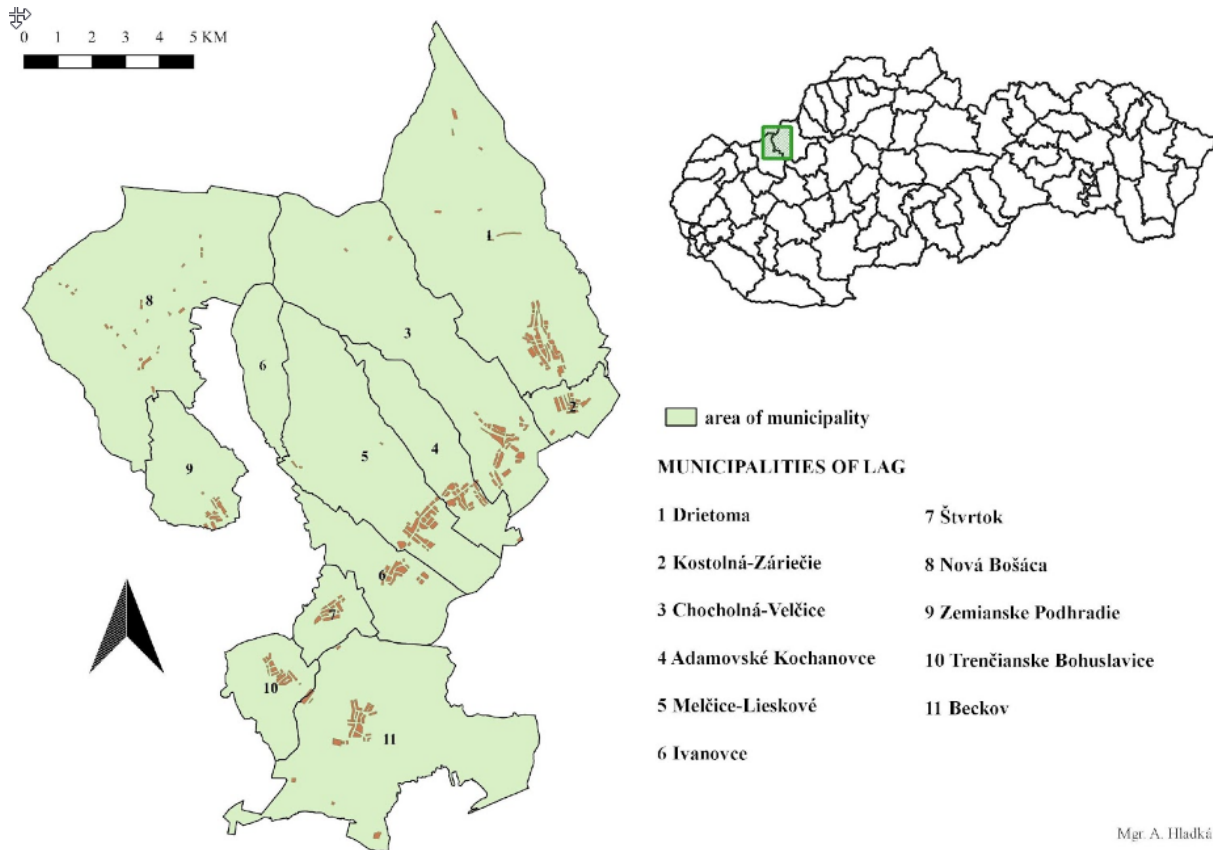 0 1 2 3 4 5 KM
1
8
3
6
2
4
5
9
6
7
10
11
area of municipality
MUNICIPALITIES OF LAG
1 Drietoma
2 Kostolná-Záriečie
3 Chocholná-Velčice
4 Adamovské Kochanovce
5 Melčice-Lieskové
6 Ivanovce
7 Štvrtok
8 Nová Bošáca
9 Zemianske Podhradie
10 Trenčianske Bohuslavice
11 Beckov
Mgr. A. Hladká